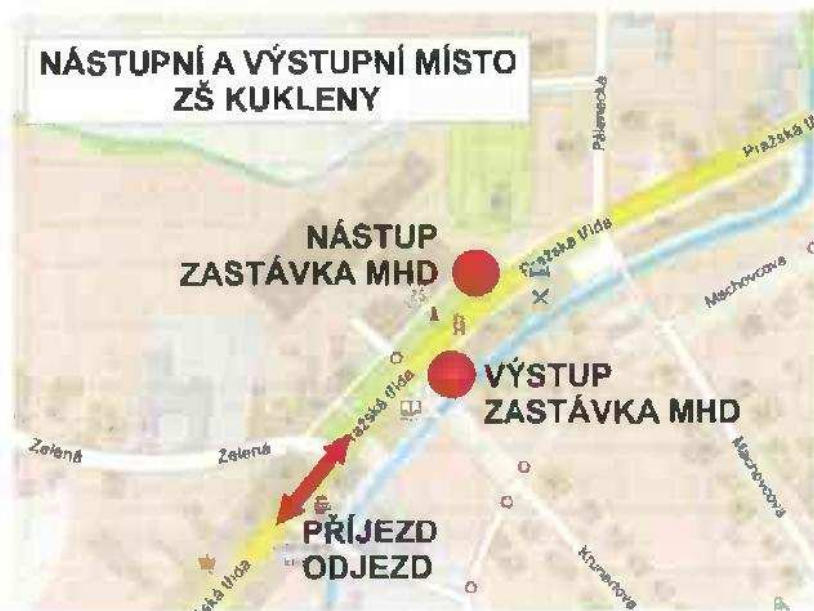 NÁSTUPNÍ A VÝSTUPNÍ MÍSTO
ZŠ KUKLENY
Pálenecká
Pražská
Pražská třída
NÁSTUP
ZASTÁVKA MHD
Machovcova
VÝSTUP
ZASTÁVKA MHD
Pražská třída
Zelená
Zelená
Machovcova
PŘÍJEZD
ODJEZD
třída